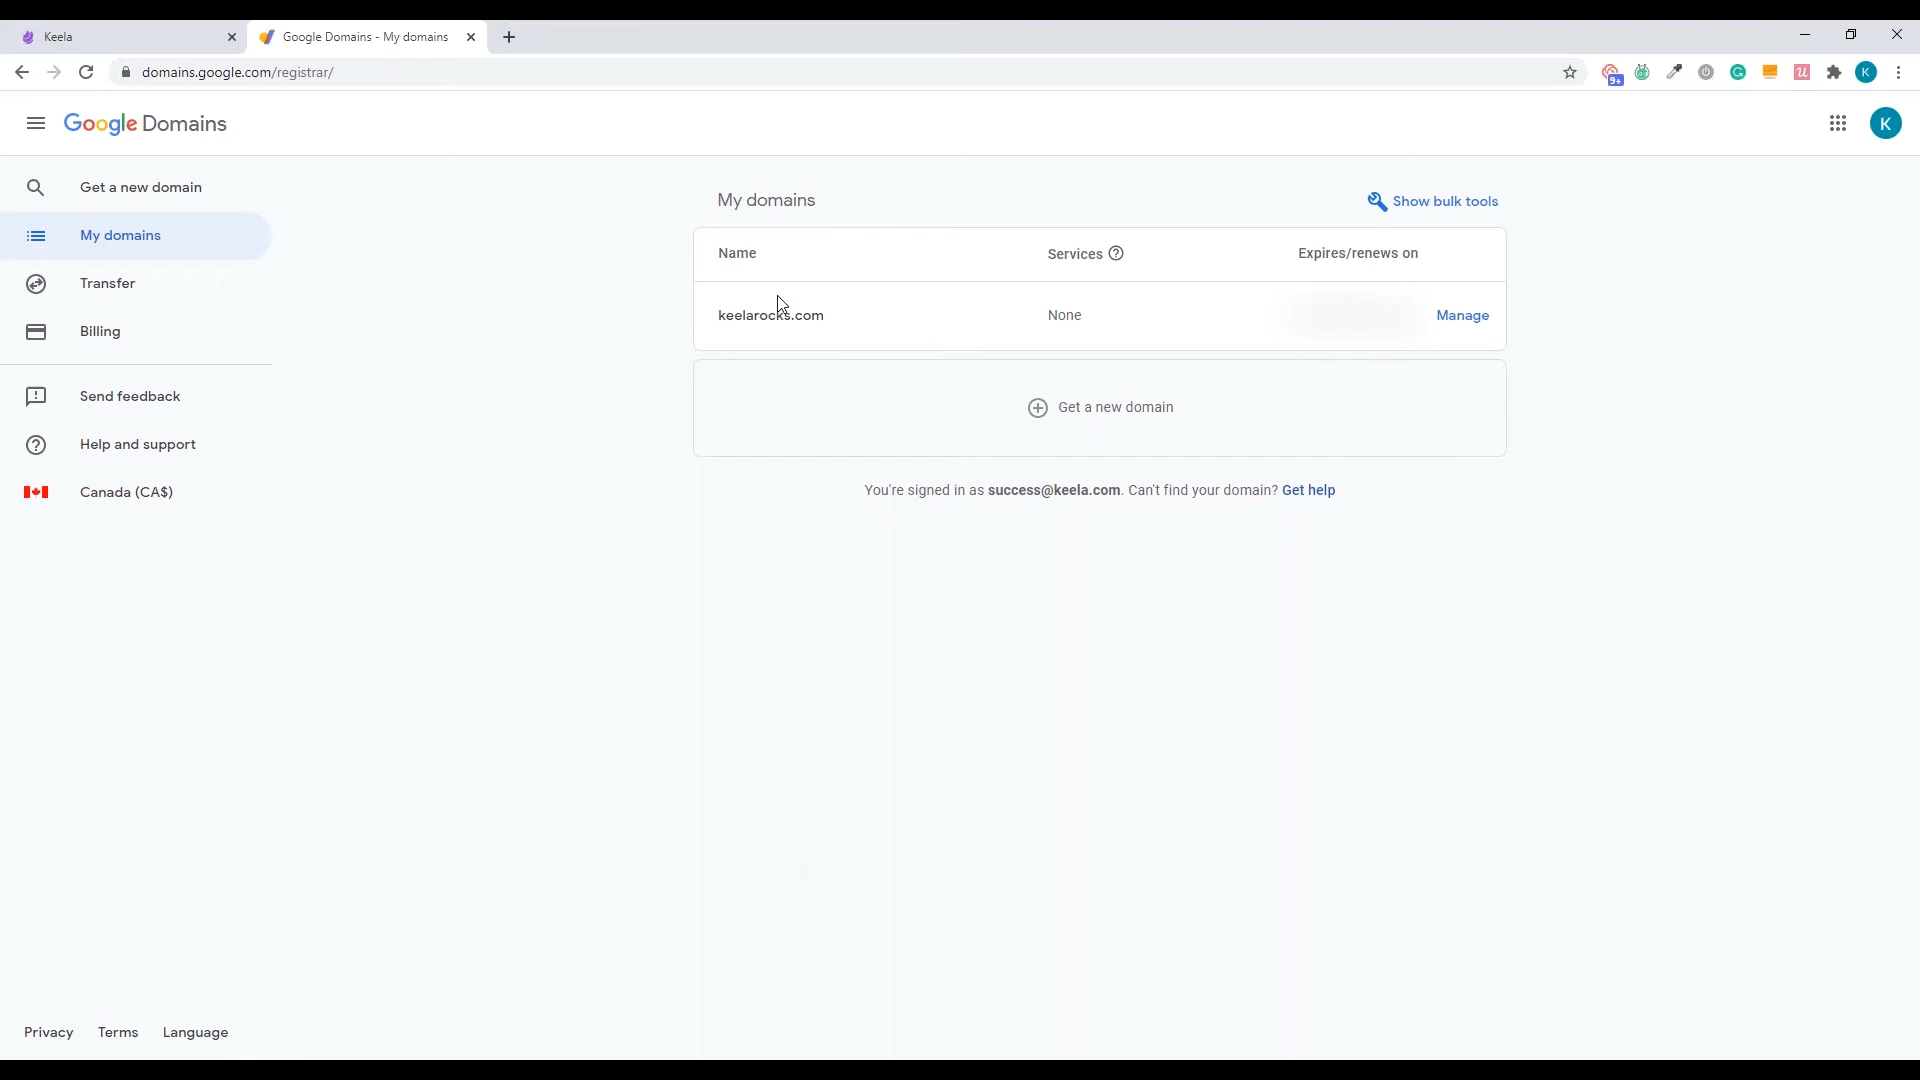 Keela
Google Domains - My domains
domains.google.com/registrar/
9+
K
Google Domains
K
Get a new domain
My domains
Transfer
Billing
Send feedback
Help and support
Canada (CA$)
My domains
Show bulk tools
Name Services Expires/renews on
keelarocks.com None Manage
Get a new domain
You're signed in as success@keela.com. Can't find your domain? Get help
Privacy Terms Language